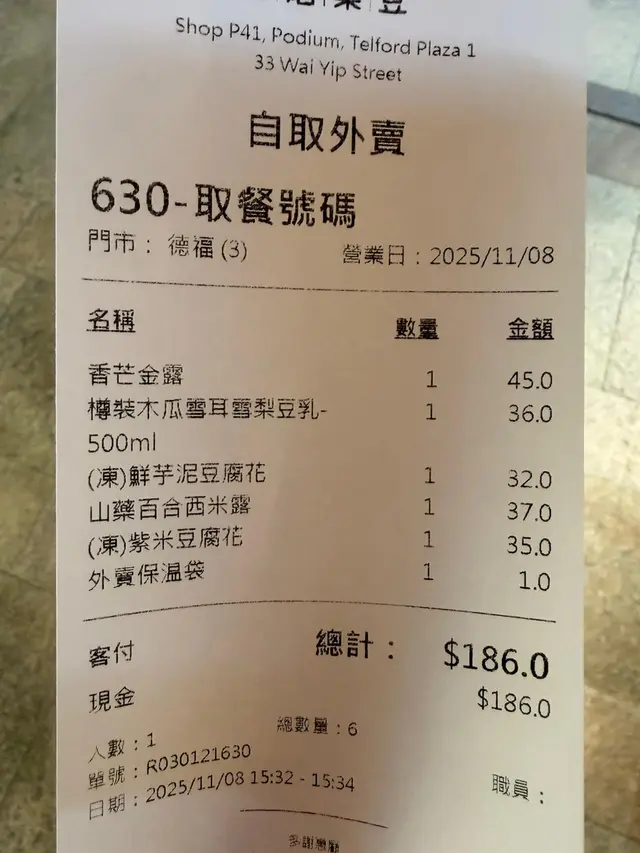 Shop P41, Podium, Telford Plaza 1
33 Wai Yip Street
自取外賣
630-取餐號碼
門市： 德福 (3) 營業日：2025/11/08
名稱 數量 金額
香芒金露 1 45.0
樽裝木瓜雪耳雪梨豆乳- 1 36.0
500ml
(凍)鮮芋泥豆腐花 1 32.0
山藥百合西米露 1 37.0
(凍)紫米豆腐花 1 35.0
外賣保温袋 1 1.0
客付 總計： $186.0
現金 $186.0
人數：1 總數量：6
單號：R030121630
日期：2025/11/08 15:32 - 15:34 職員：
多謝惠顧